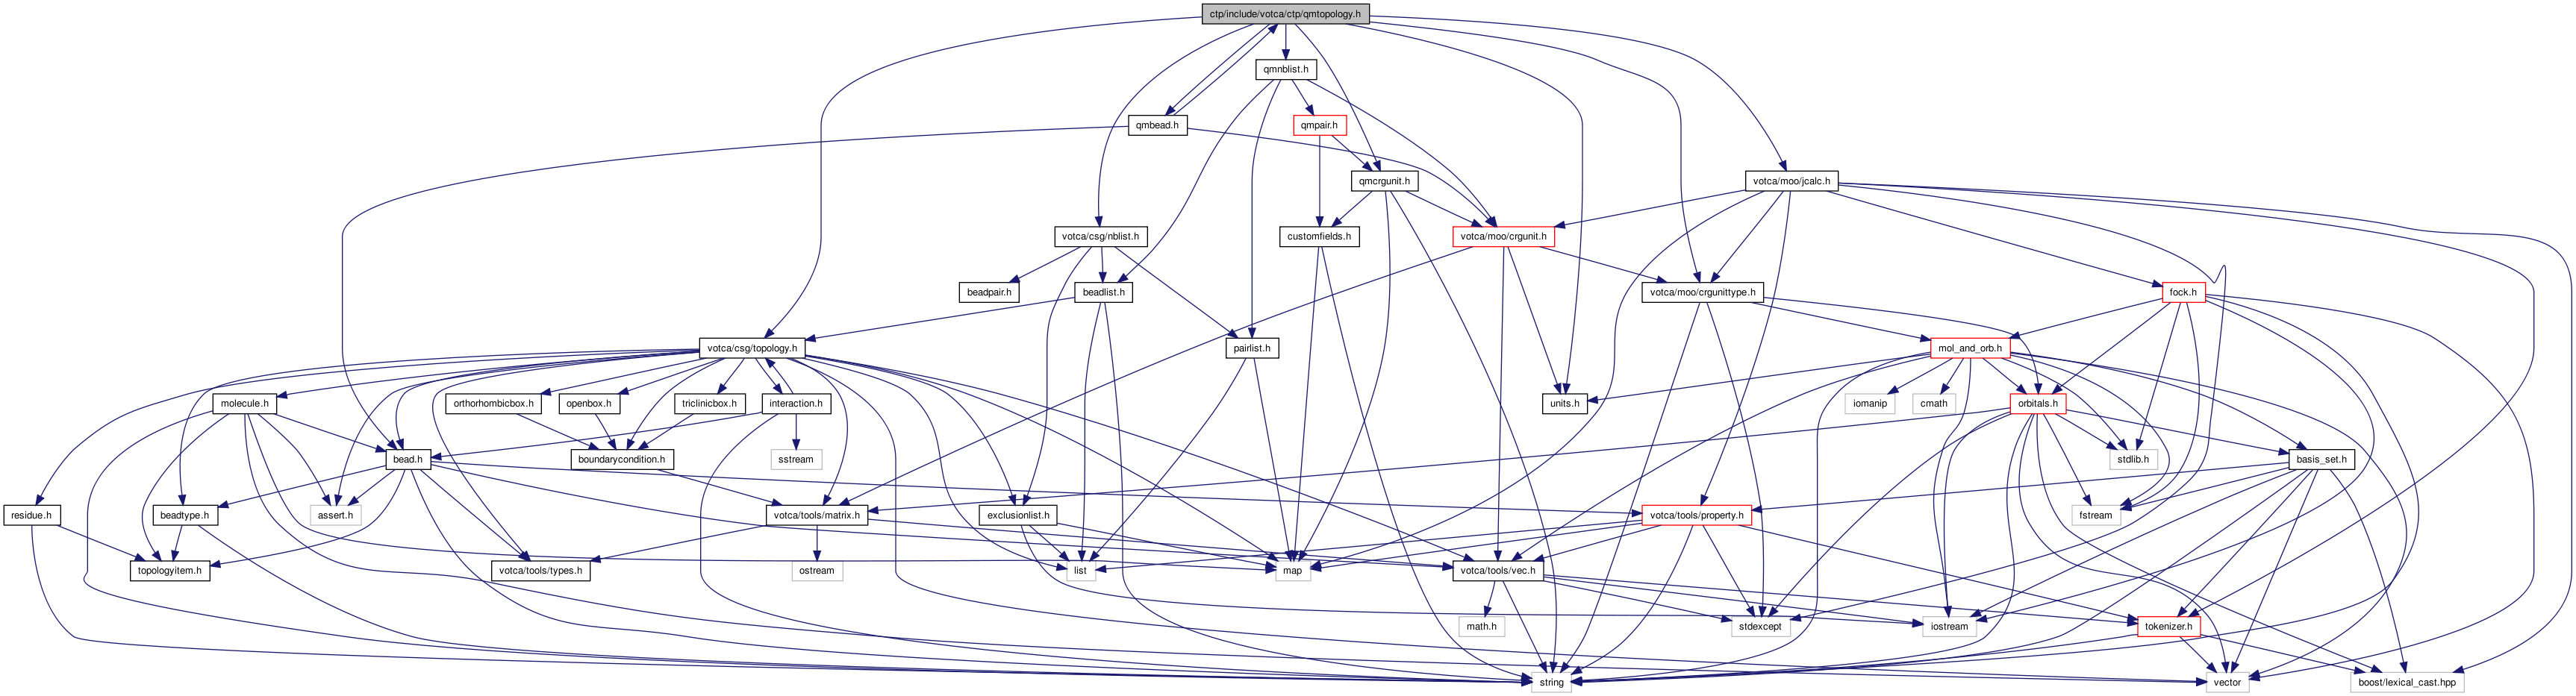 ctp/include/votca/ctp/qmtopology.h
qmnblist.h
qmbead.h
qmpair.h
qmcrgunit.h
votca/moo/jcalc.h
votca/csg/nblist.h
customfields.h
votca/moo/crgunit.h
beadpair.h
beadlist.h
votca/moo/crgunittype.h
fock.h
votca/csg/topology.h
pairlist.h
mol_and_orb.h
molecule.h
orthorhombicbox.h
openbox.h
triclinicbox.h
interaction.h
units.h
iomanip
cmath
orbitals.h
bead.h
boundarycondition.h
sstream
stdlib.h
basis_set.h
residue.h
beadtype.h
assert.h
votca/tools/matrix.h
exclusionlist.h
votca/tools/property.h
fstream
topologyitem.h
votca/tools/types.h
ostream
list
map
votca/tools/vec.h
math.h
stdexcept
iostream
tokenizer.h
string
vector
boost/lexical_cast.hpp